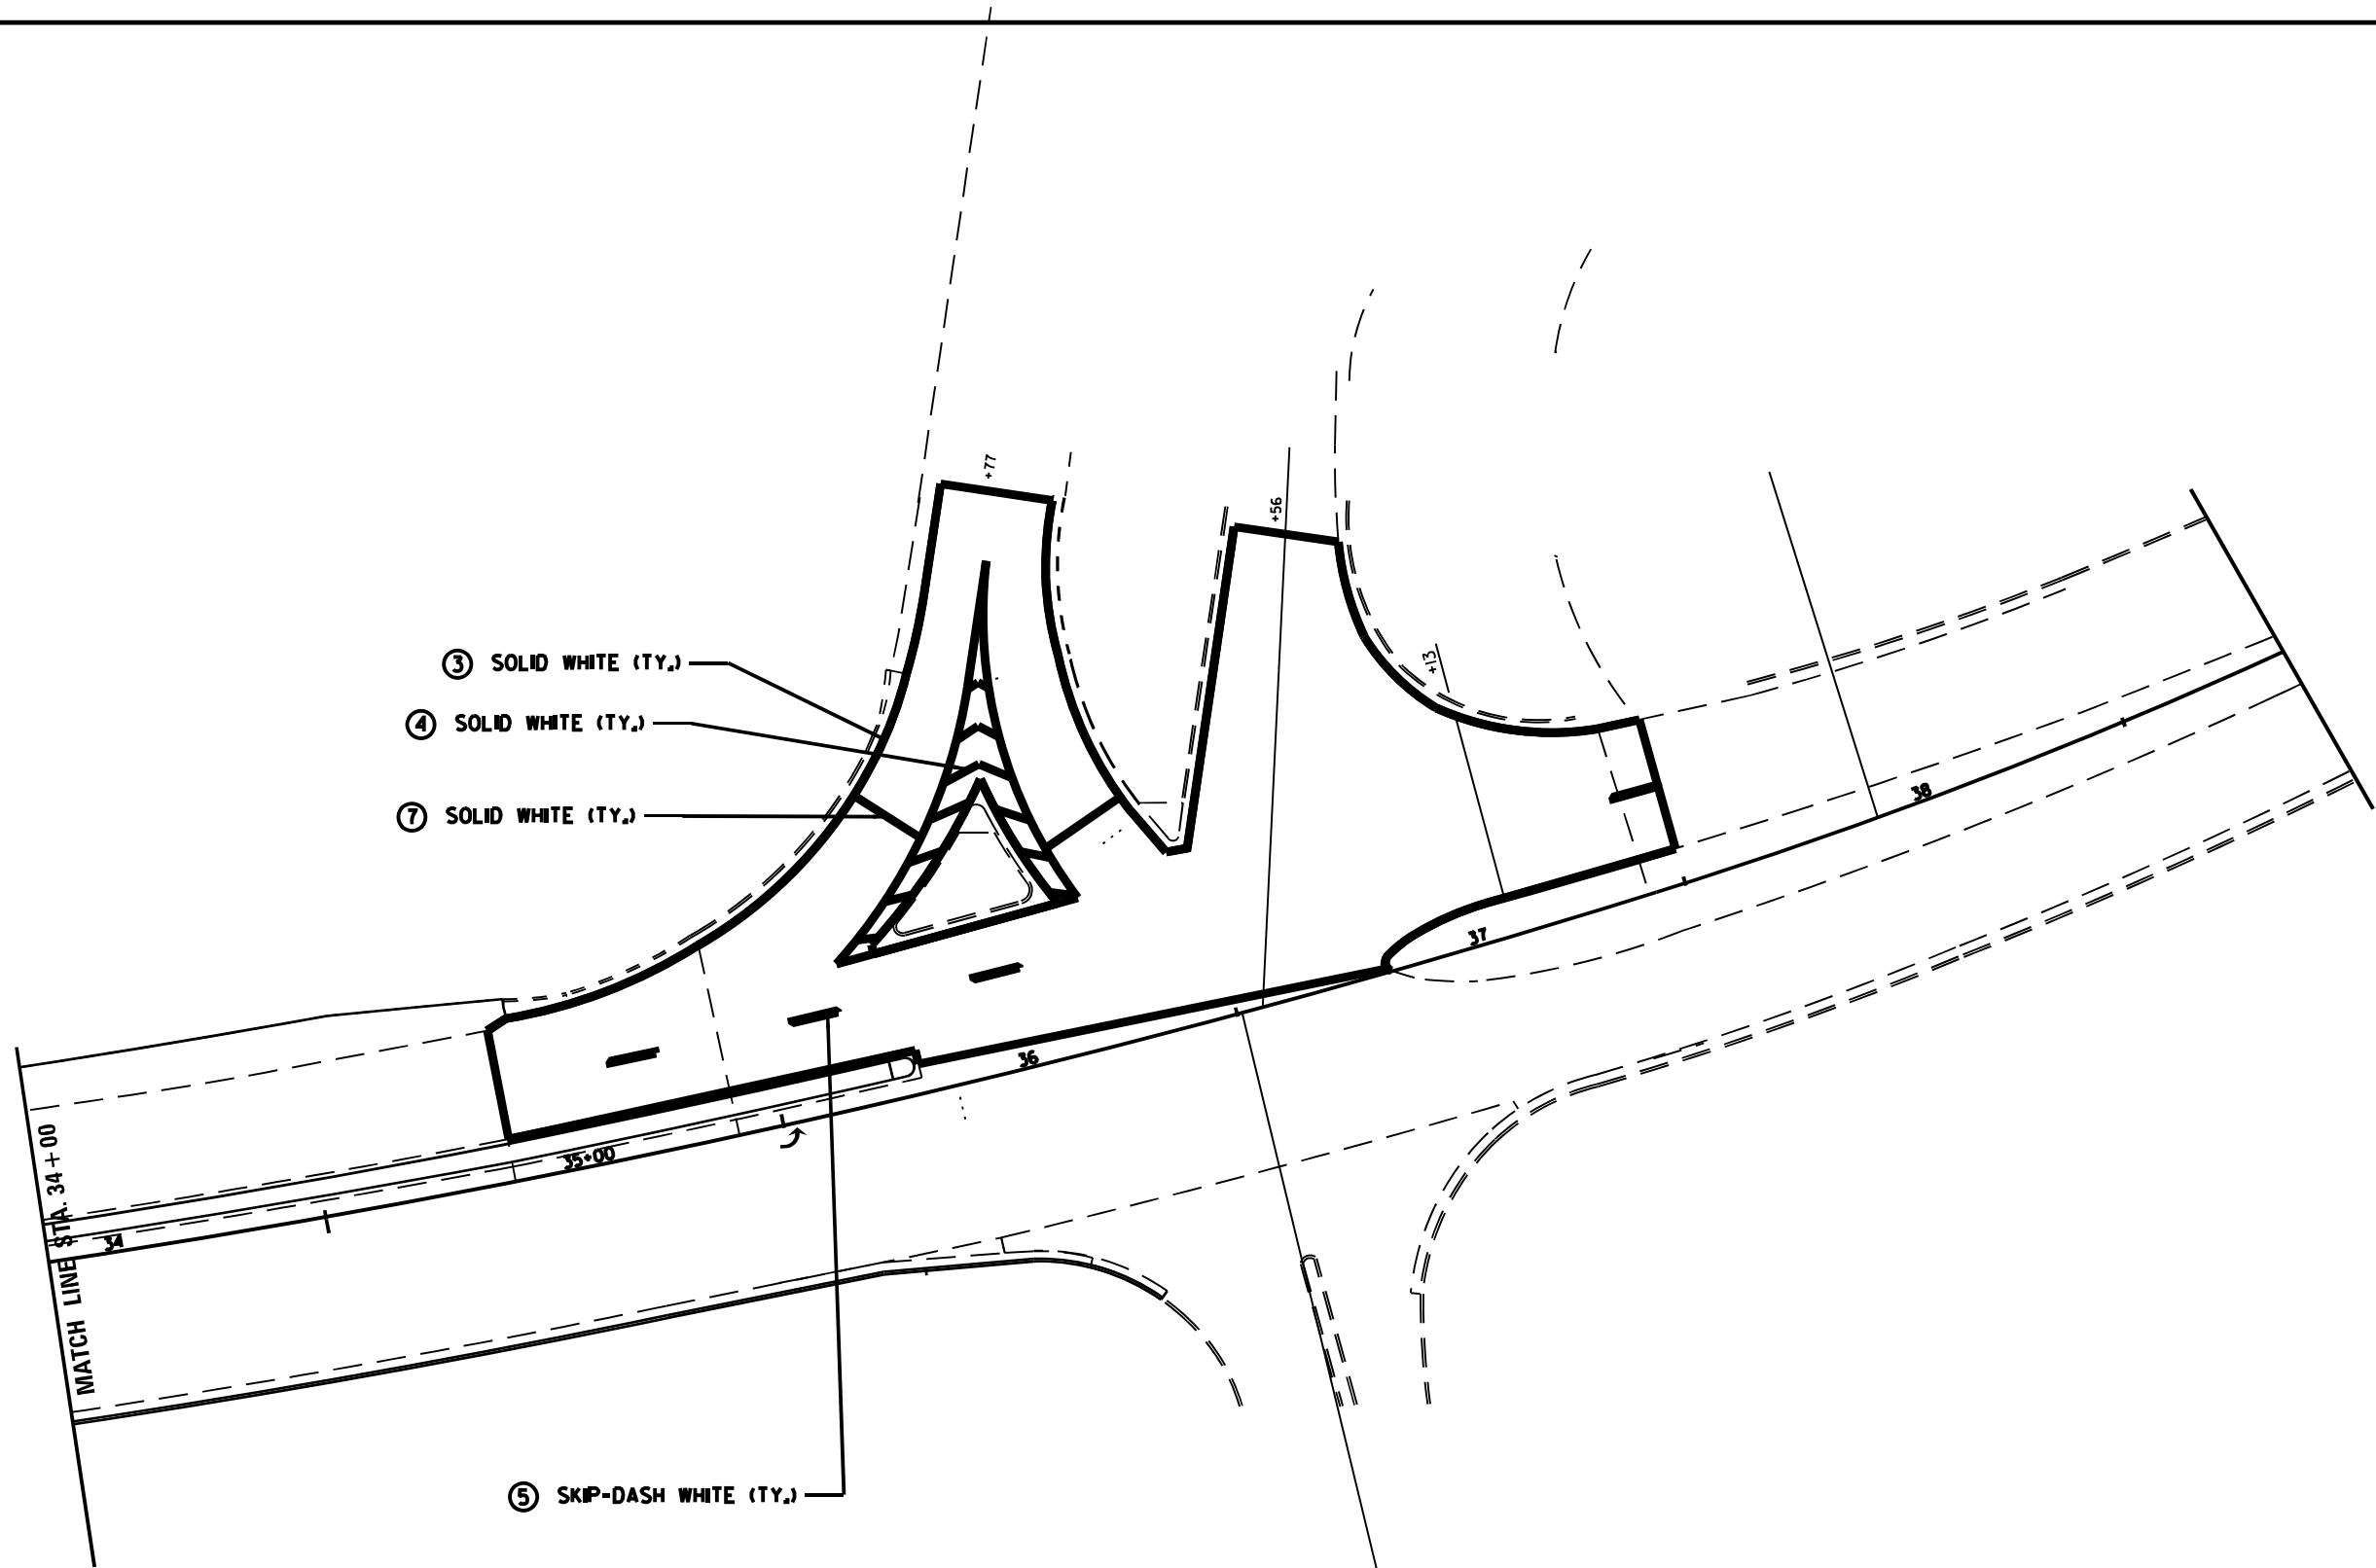 +77
+56
③ SOLID WHITE (TY.)
+13
④ SOLID WHITE (TY.)
38
⑦ SOLID WHITE (TY.)
37
36
35+00
34
MATCH LINE STA. 34+00
⑤ SKIP-DASH WHITE (TY.)